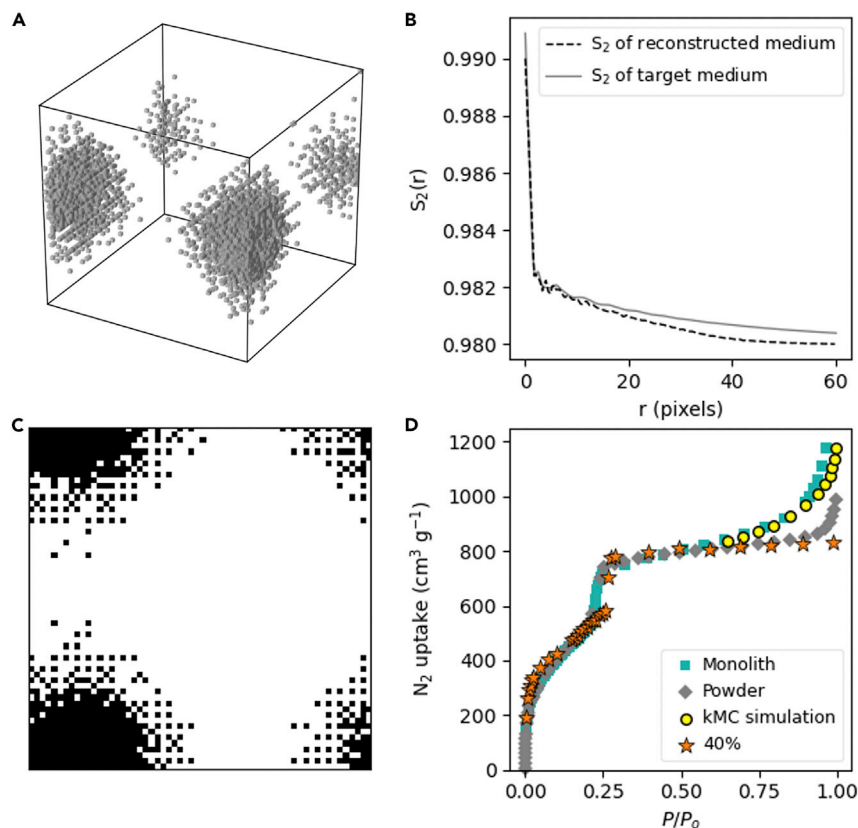 A
B
S2 of reconstructed medium
S2 of target medium
0.990
0.988
0.986
0.984
0.982
0.980
S2(r)
0
20
40
60
r (pixels)
C
D
1200
1000
800
600
400
200
0
N2 uptake (cm3 g−1)
Monolith
Powder
kMC simulation
40%
0.00
0.25
0.50
0.75
1.00
P/Po